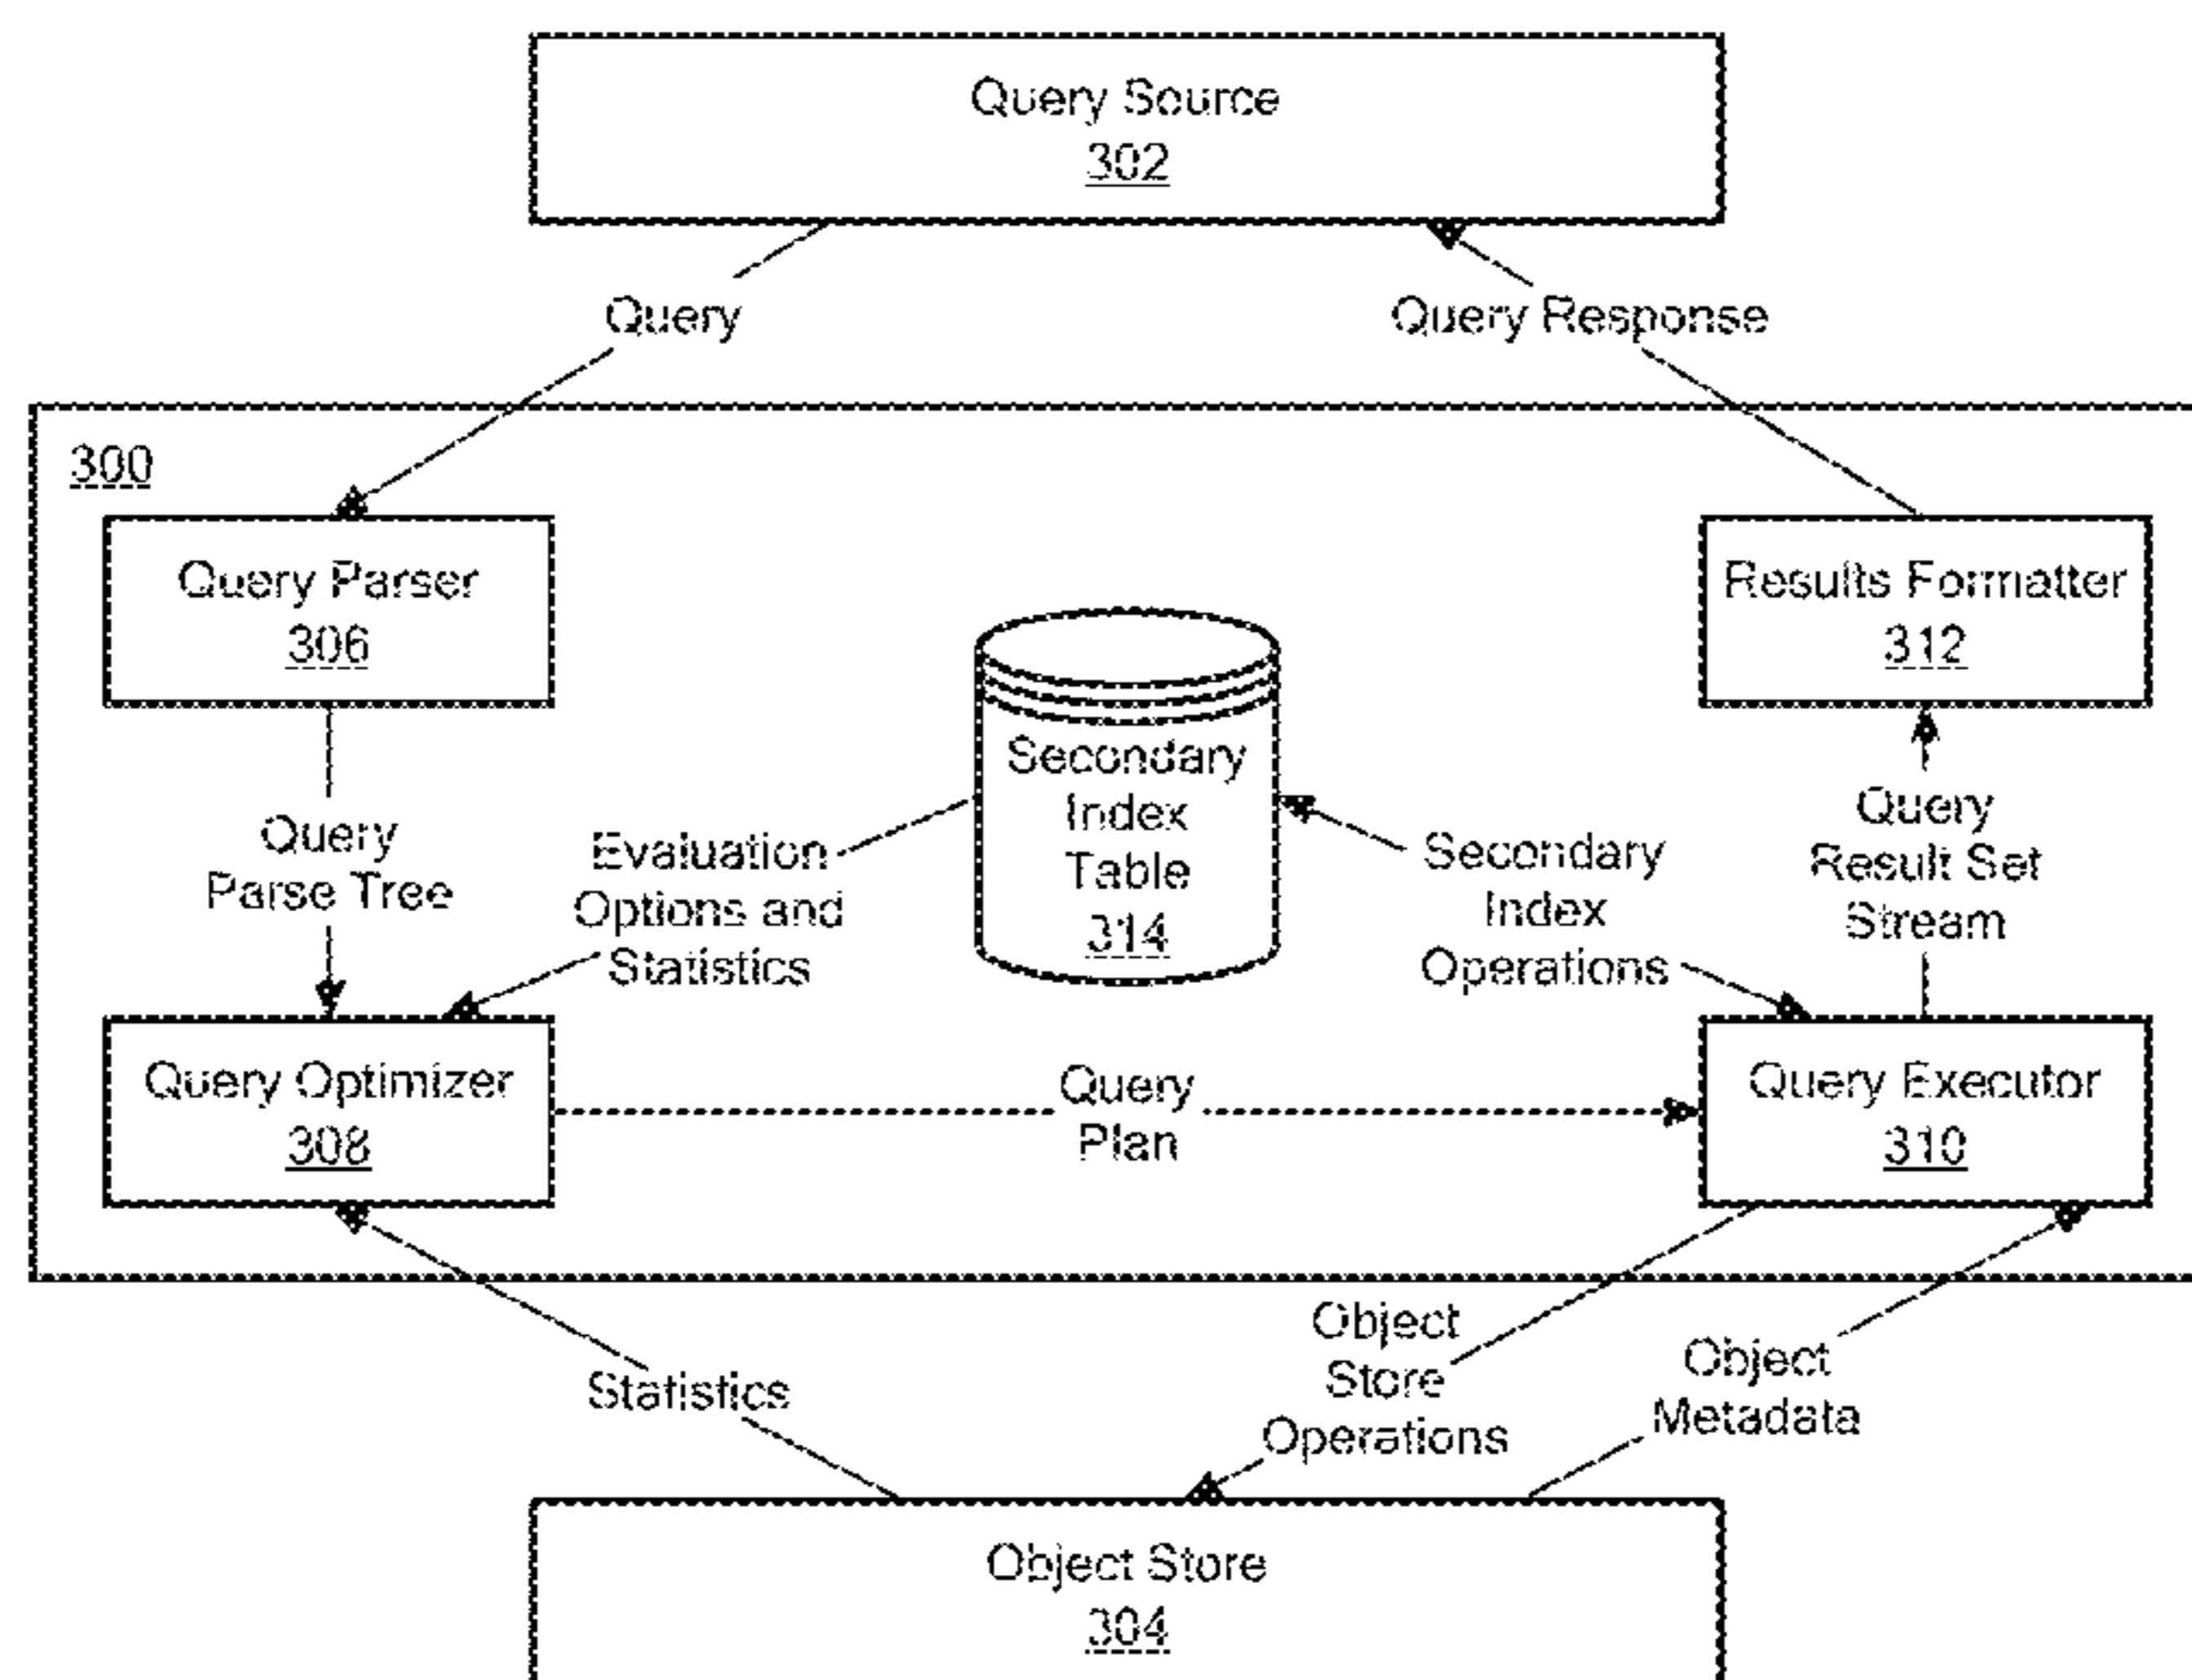 Query Source
302
Query
Query Response
300
Query Parser
306
Results Formatter
312
Secondary
Index
Table
314
Query
Parse Tree
Evaluation
Options and
Statistics
Secondary
Index
Operations
Query
Result Set
Stream
Query Optimizer
308
Query
Plan
Query Executor
310
Statistics
Object
Store
Operations
Object
Metadata
Object Store
304